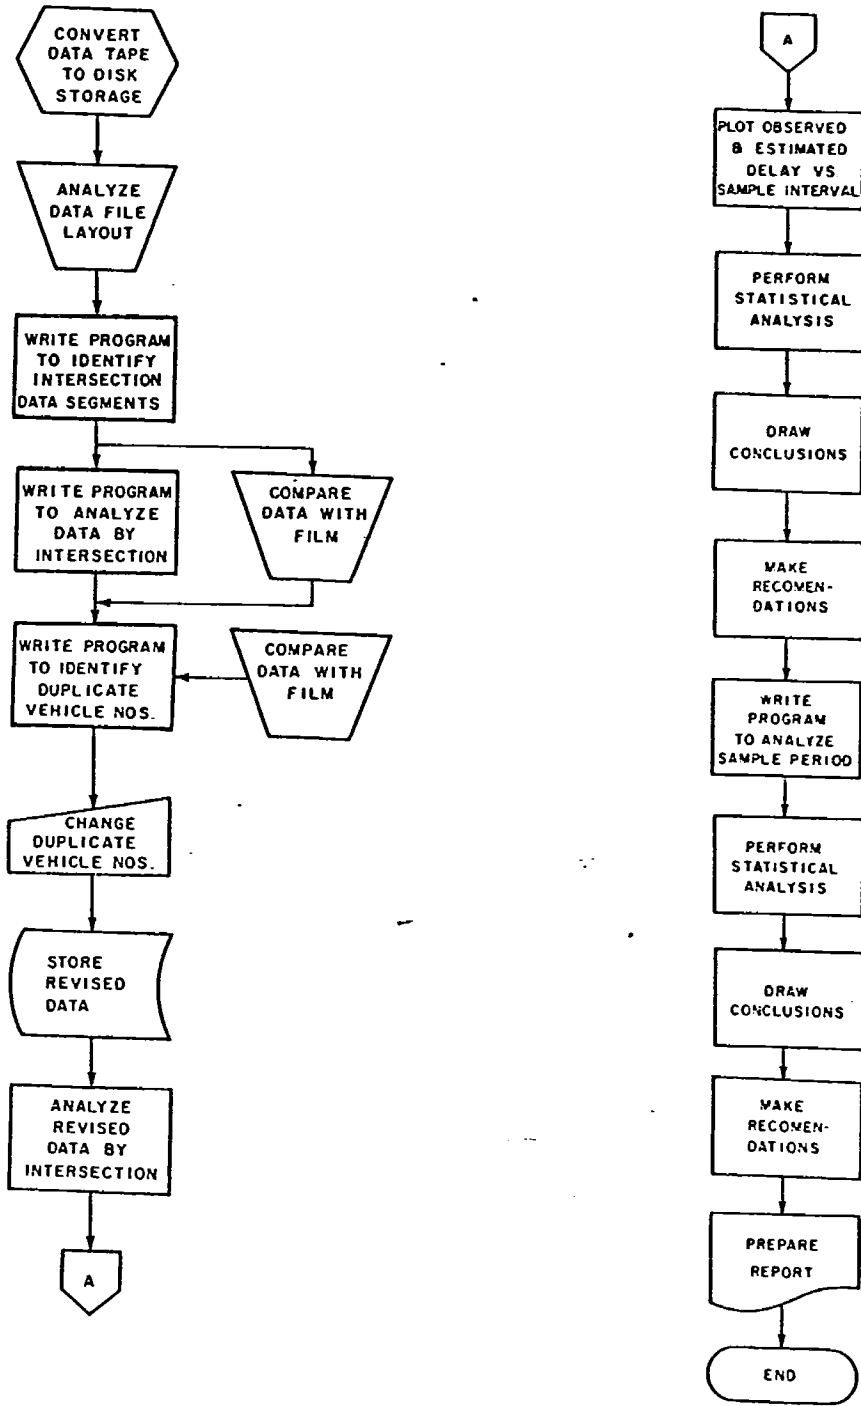 CONVERT
DATA TAPE
TO DISK
STORAGE
ANALYZE
DATA FILE
LAYOUT
WRITE PROGRAM
TO IDENTIFY
INTERSECTION
DATA SEGMENTS
WRITE PROGRAM
TO ANALYZE
DATA BY
INTERSECTION
COMPARE
DATA WITH
FILM
WRITE PROGRAM
TO IDENTIFY
DUPLICATE
VEHICLE NOS.
COMPARE
DATA WITH
FILM
CHANGE
DUPLICATE
VEHICLE NOS.
STORE
REVISED
DATA
ANALYZE
REVISED
DATA BY
INTERSECTION
A
A
PLOT OBSERVED
& ESTIMATED
DELAY VS
SAMPLE INTERVAL
PERFORM
STATISTICAL
ANALYSIS
DRAW
CONCLUSIONS
MAKE
RECOMEN-
DATIONS
WRITE
PROGRAM
TO ANALYZE
SAMPLE PERIOD
PERFORM
STATISTICAL
ANALYSIS
DRAW
CONCLUSIONS
MAKE
RECOMEN-
DATIONS
PREPARE
REPORT
END